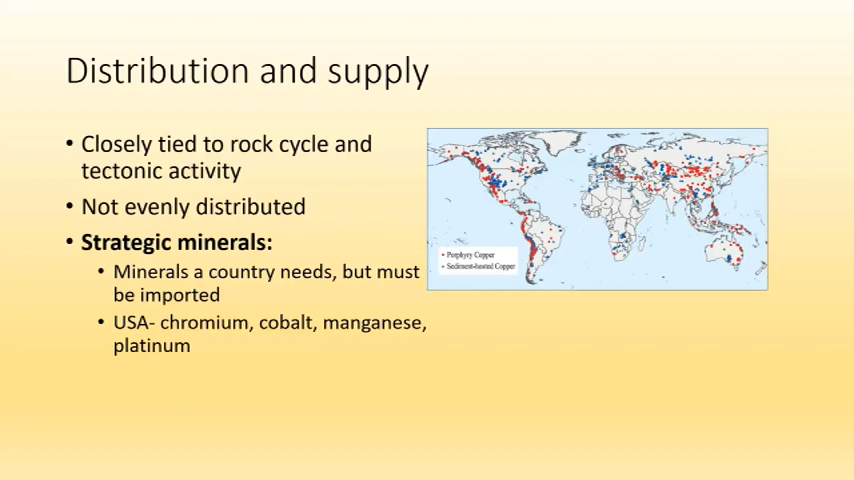 Distribution and supply
• Closely tied to rock cycle and
tectonic activity
• Not evenly distributed
• Strategic minerals:
• Minerals a country needs, but must
be imported
• USA- chromium, cobalt, manganese,
platinum
• Porphyry Copper
• Sediment-hosted Copper